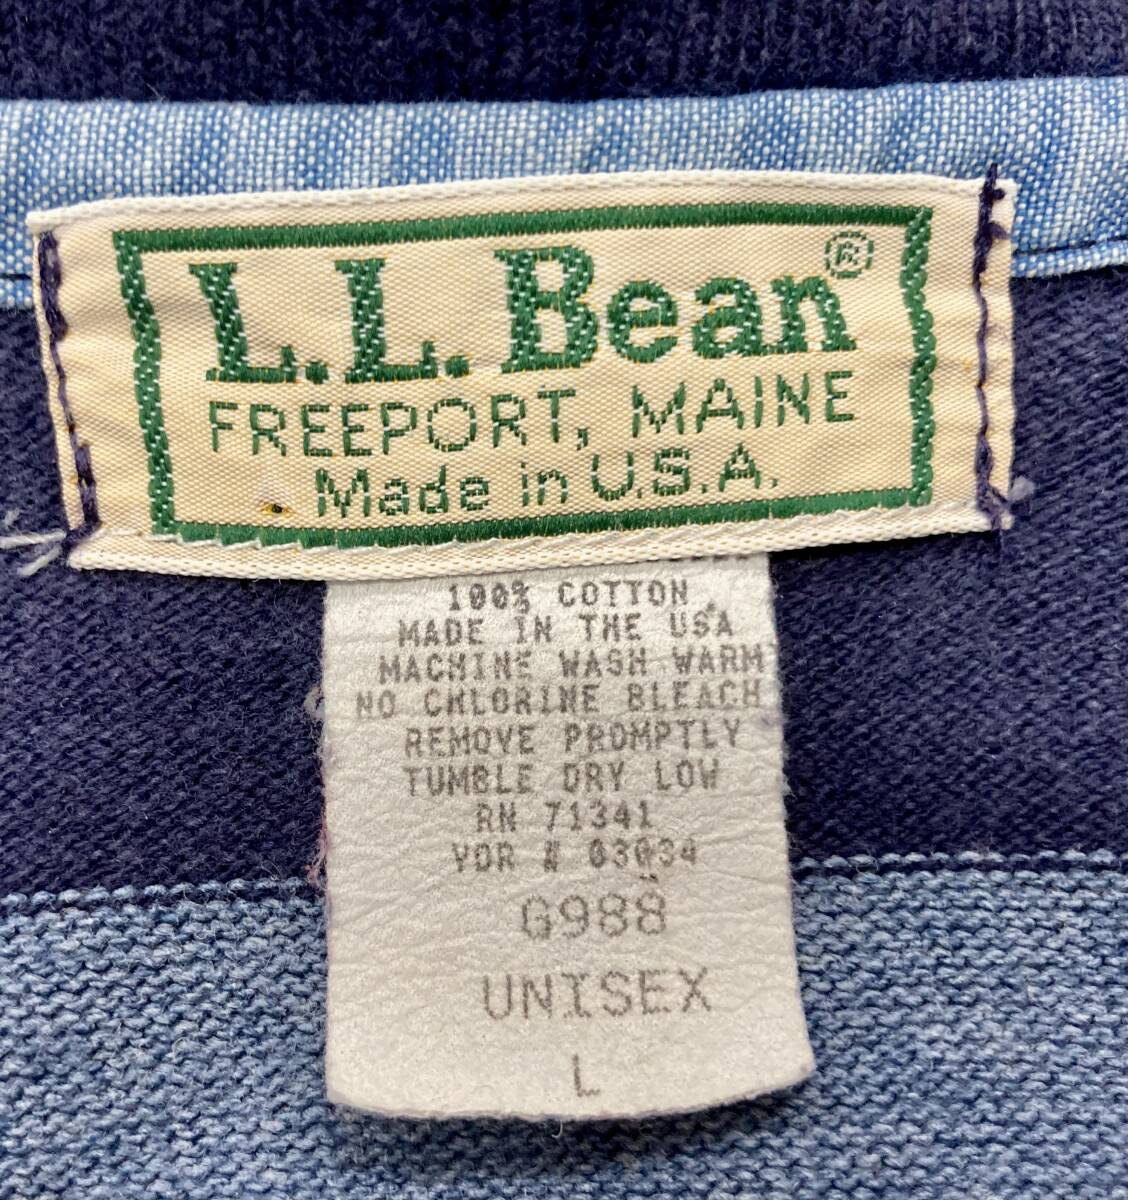 L.L.Bean®
FREEPORT, MAINE
Made in U.S.A.
100% COTTON
MADE IN THE USA
MACHINE WASH WARM
NO CHLORINE BLEACH
REMOVE PROMPTLY
TUMBLE DRY LOW
RN 71341
VDR # 03034
G988
UNISEX
L